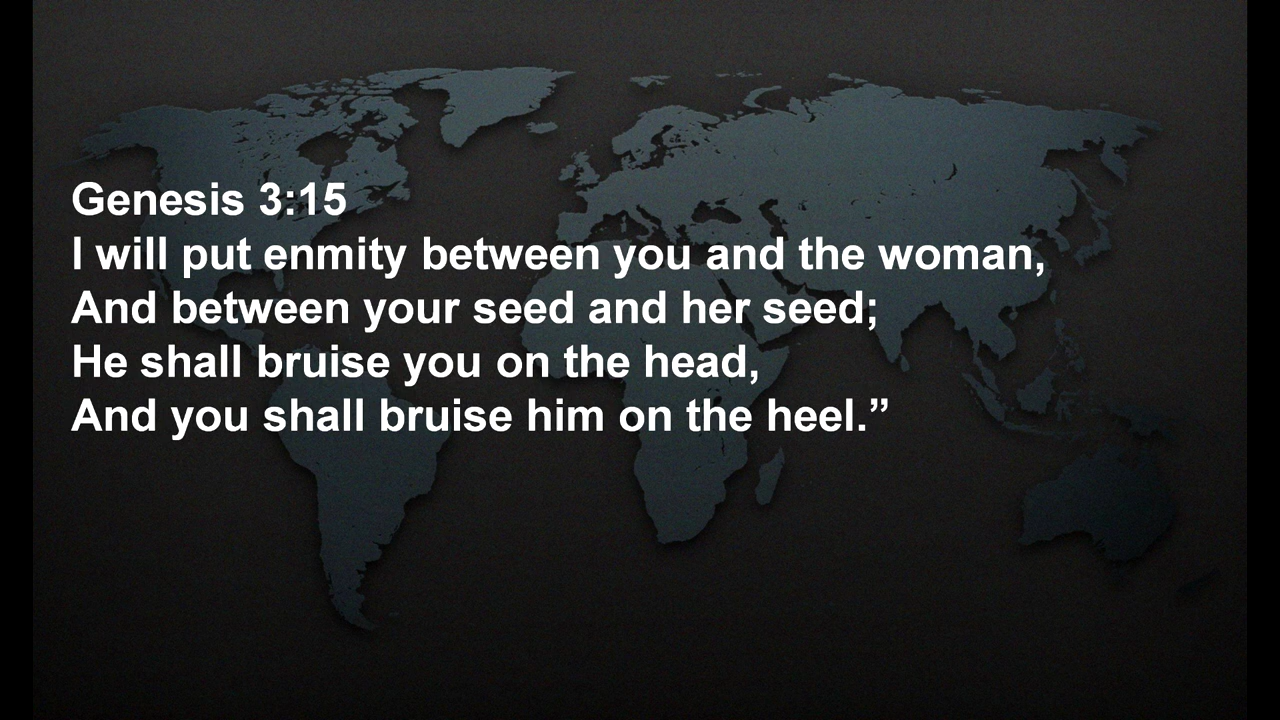 Genesis 3:15
I will put enmity between you and the woman,
And between your seed and her seed;
He shall bruise you on the head,
And you shall bruise him on the heel.”